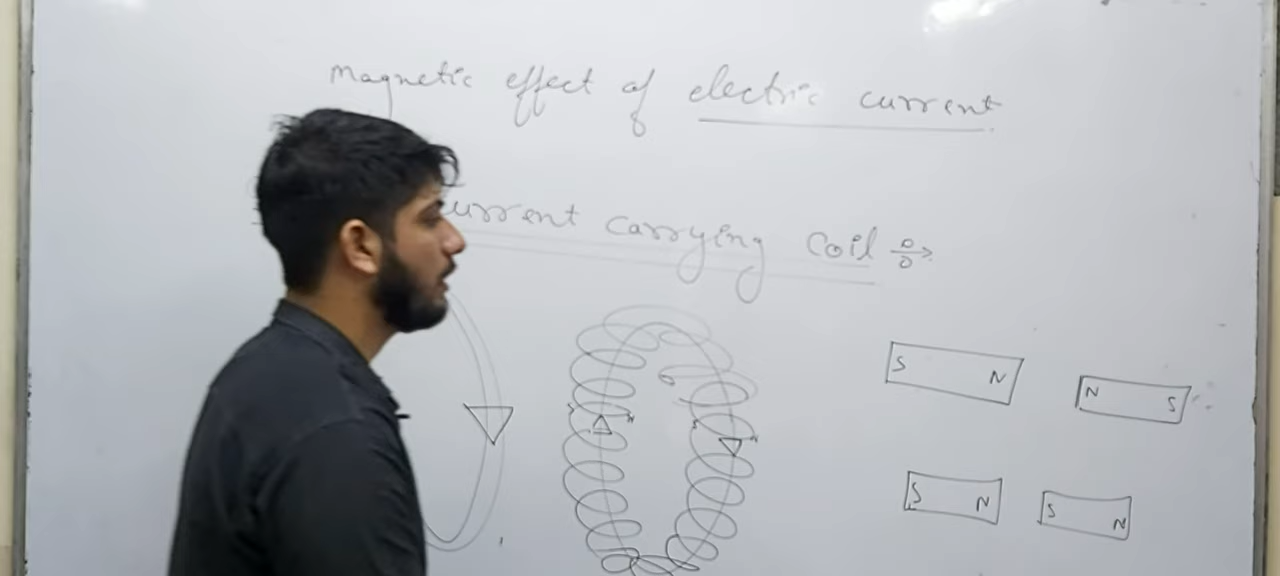 magnetic effect of electric current
urrent carrying coil
S N
N S
S N
S N